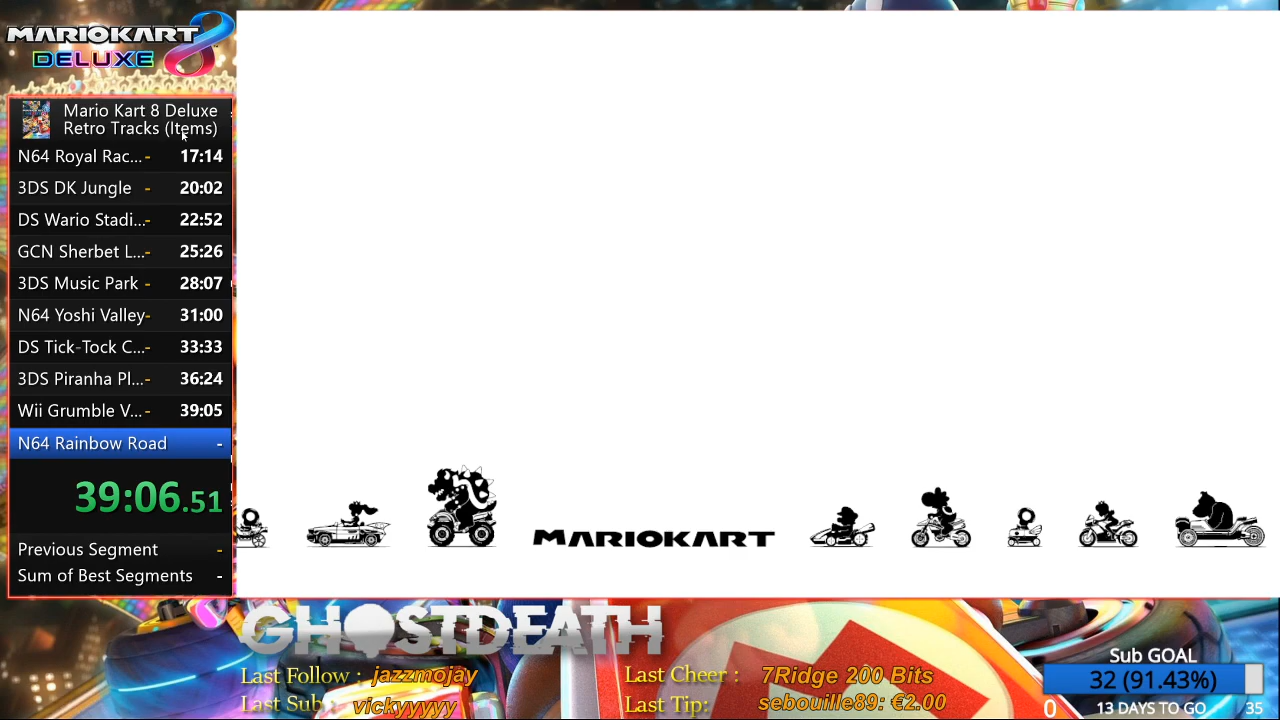 MARIOKART 8
DELUXE
Mario Kart 8 Deluxe
Retro Tracks (Items)
N64 Royal Rac... - 17:14
3DS DK Jungle - 20:02
DS Wario Stadi... - 22:52
GCN Sherbet L... - 25:26
3DS Music Park - 28:07
N64 Yoshi Valley - 31:00
DS Tick-Tock C... - 33:33
3DS Piranha Pl... - 36:24
Wii Grumble V... - 39:05
N64 Rainbow Road -
39:06.51
Previous Segment -
Sum of Best Segments -
MARIOKART
GHOSTDEATH
Last Follow : jazzmojay
Last Sub : vickyyyyy
Last Cheer : 7Ridge 200 Bits
Last Tip: sebouille89: €2.00
Sub GOAL
32 (91.43%)
0 13 DAYS TO GO 35